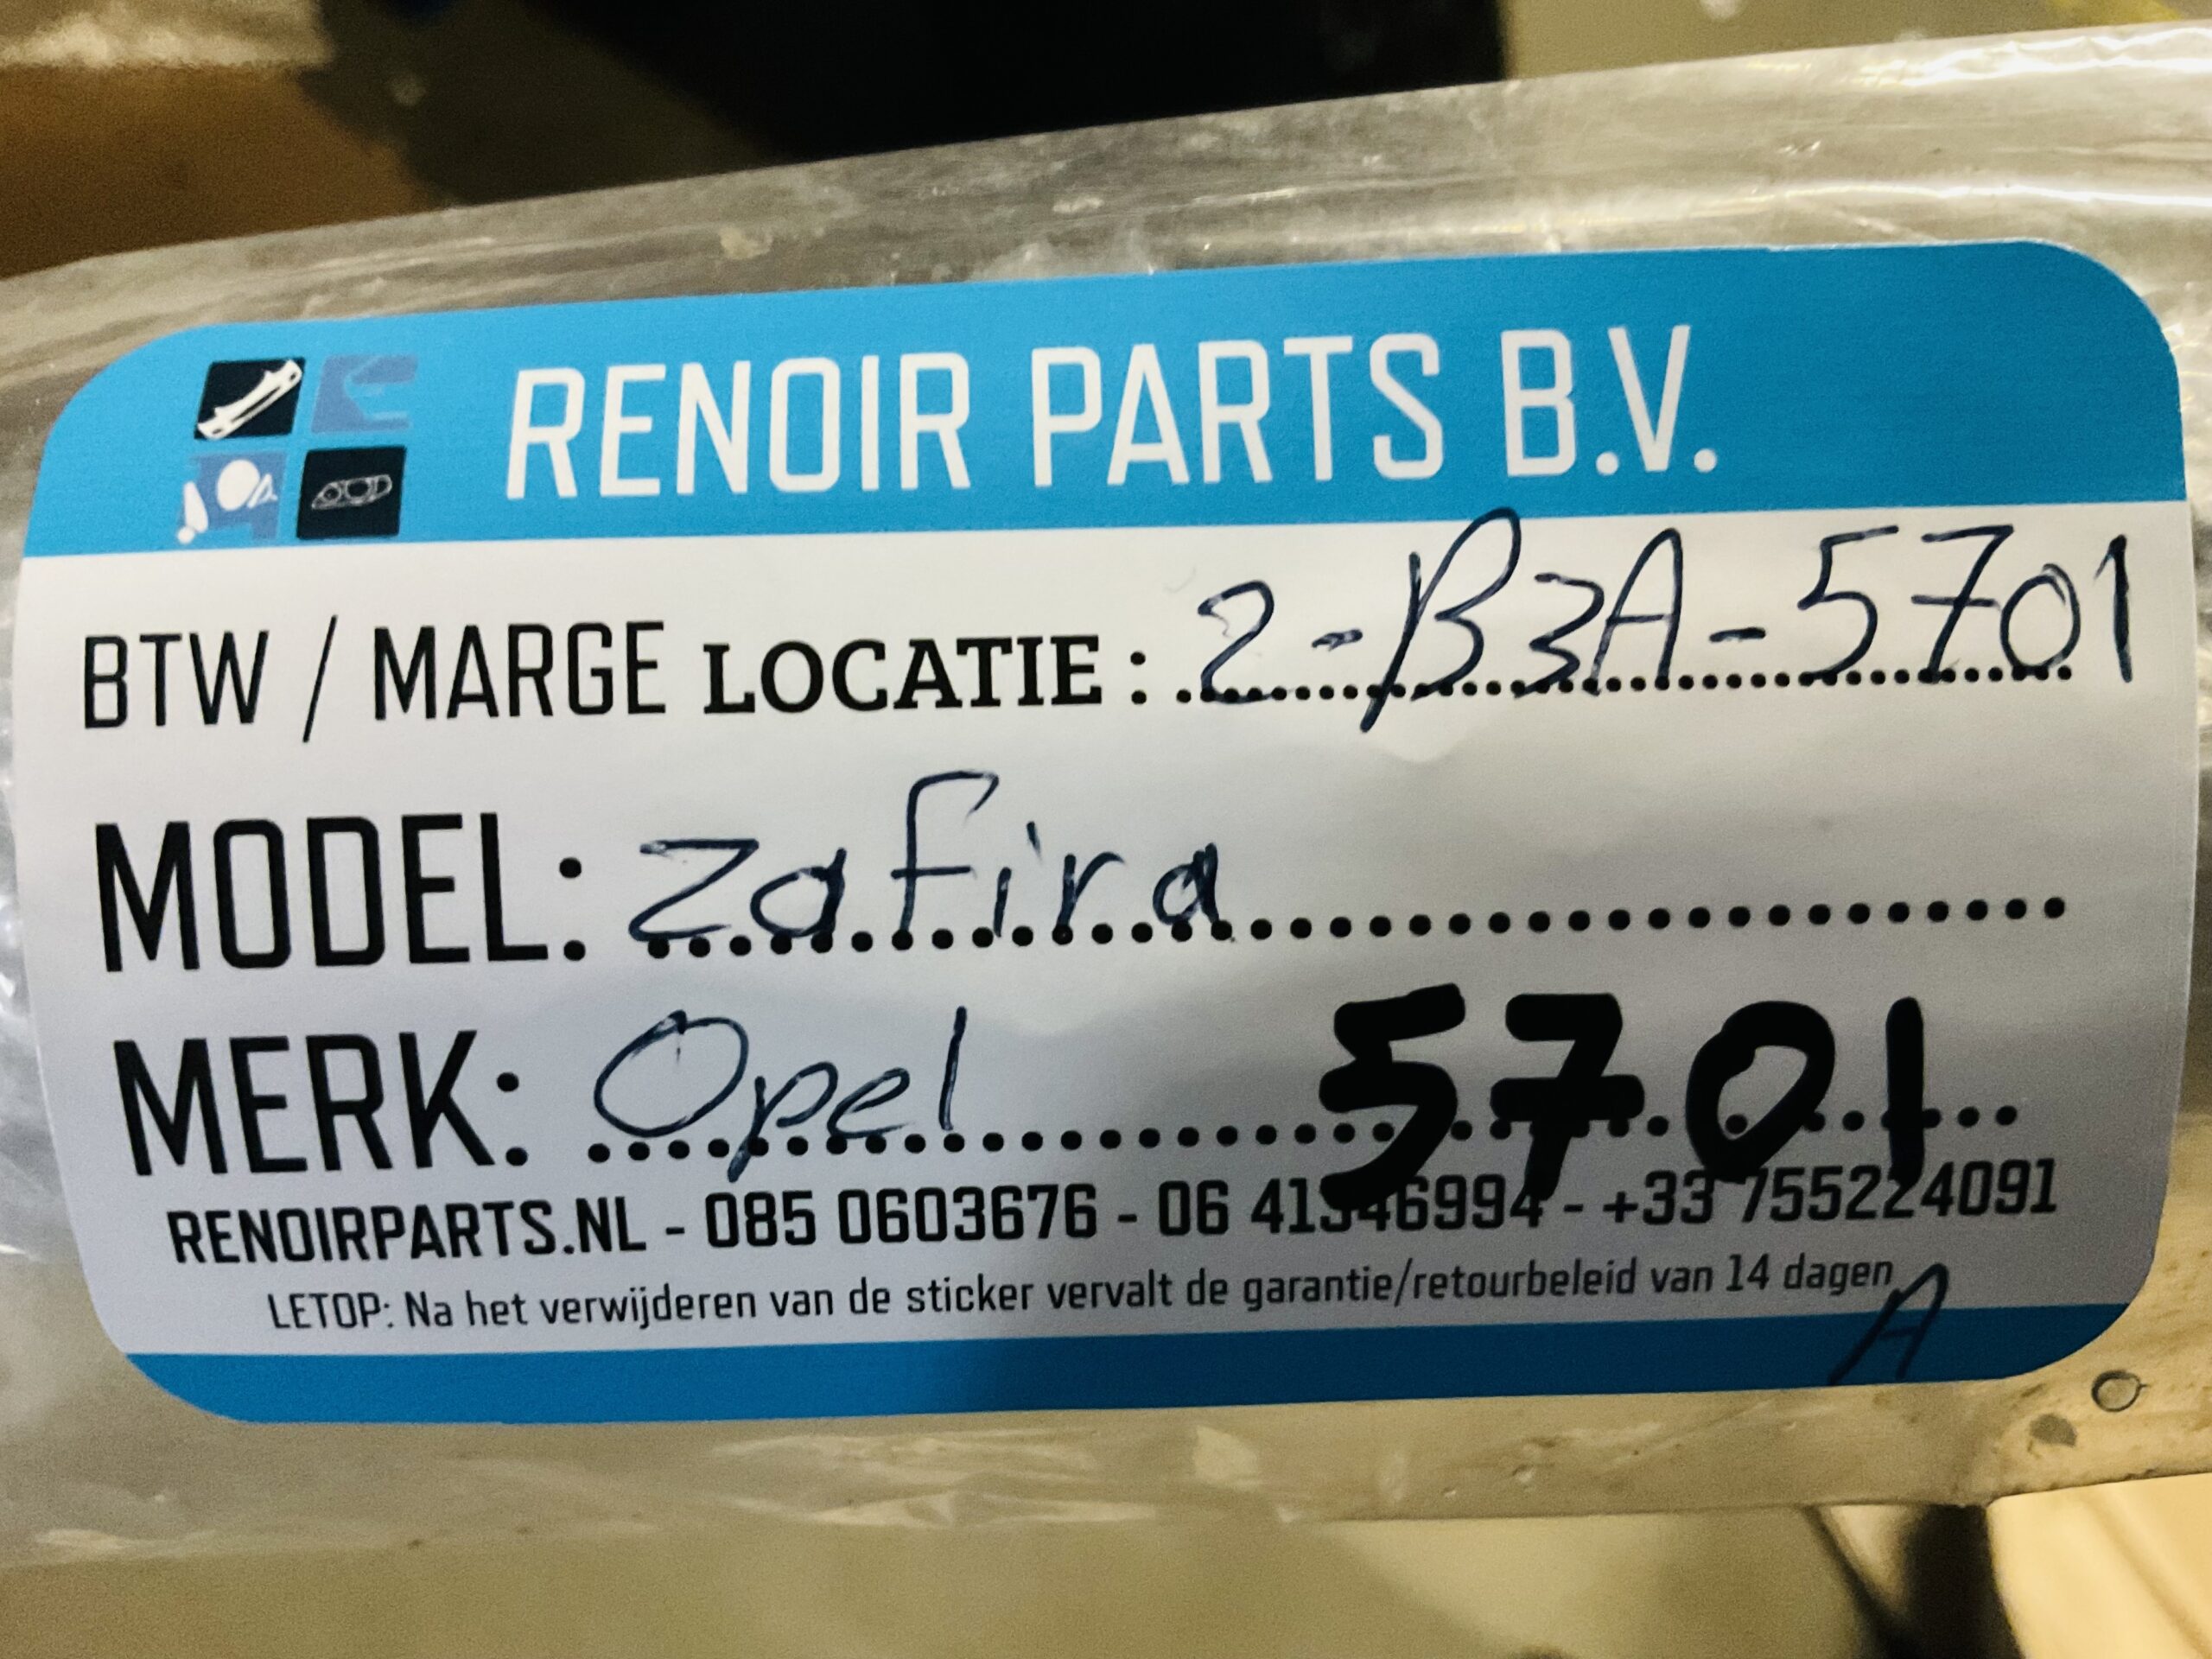 RENOIR PARTS B.V.
BTW / MARGE LOCATIE : 2-B3A-5701
MODEL: zafira
MERK: Opel 5701
RENOIRPARTS.NL - 085 0603676 - 06 41346994 - +33 755224091
LETOP: Na het verwijderen van de sticker vervalt de garantie/retourbeleid van 14 dagen
A